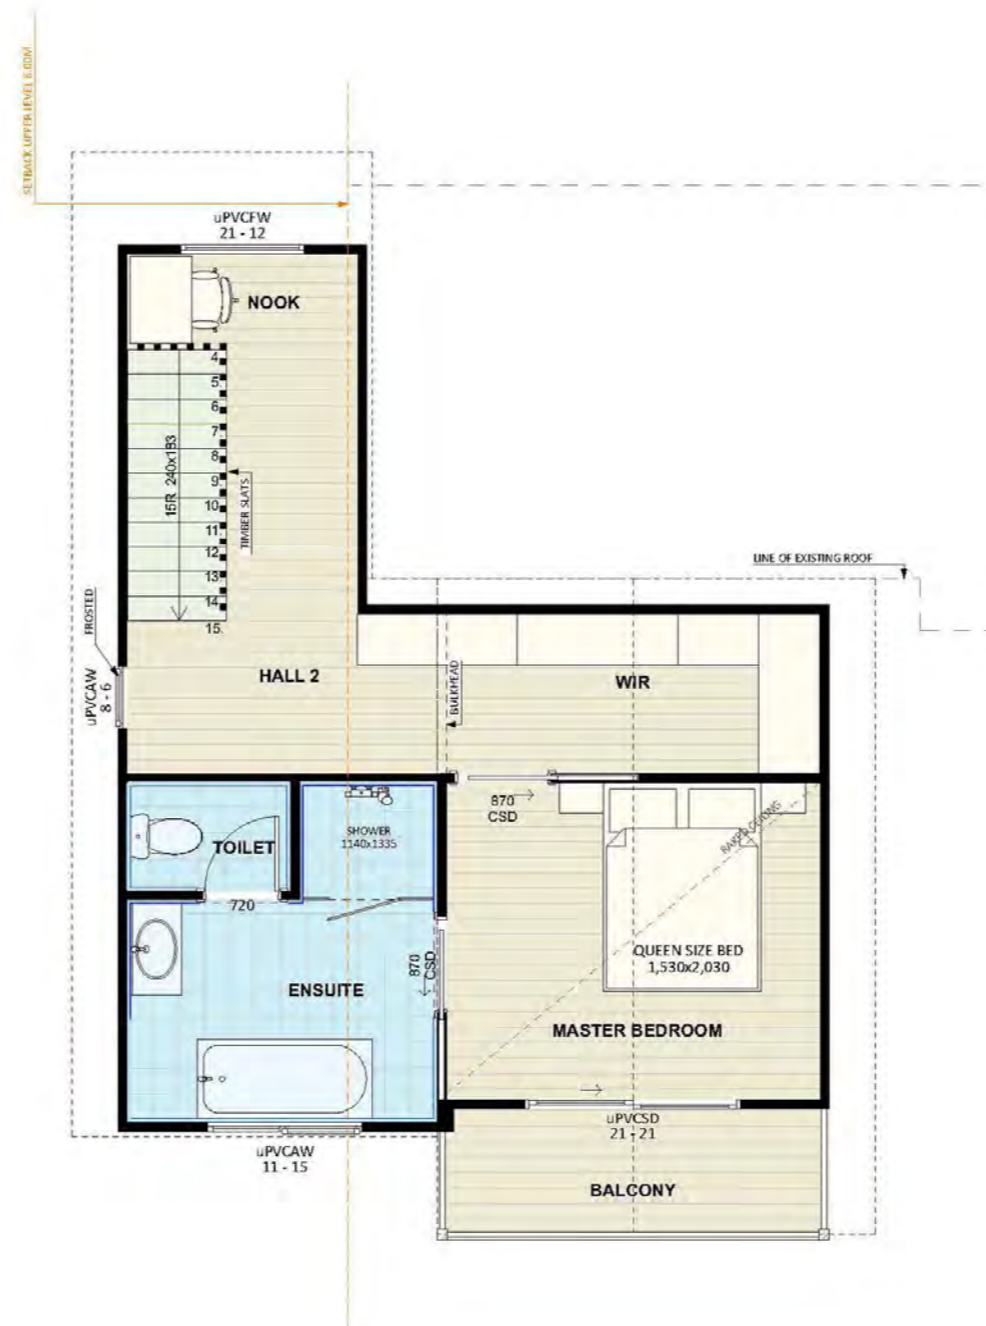 SETBACK UPPER LEVEL 6.00M
uPVCFW
21 - 12
NOOK
4
5
6
7
8
9
10
11
12
13
14
15
15R 240x183
TIMBER SLATS
LINE OF EXISTING ROOF
FROSTED
uPVCAW
8 - 6
HALL 2
BULKHEAD
WIR
870
CSD
SHOWER
1140x1335
TOILET
RAKED CEILING
720
870
CSD
QUEEN SIZE BED
1,530x2,030
ENSUITE
MASTER BEDROOM
uPVCSD
21 - 21
uPVCAW
11 - 15
BALCONY